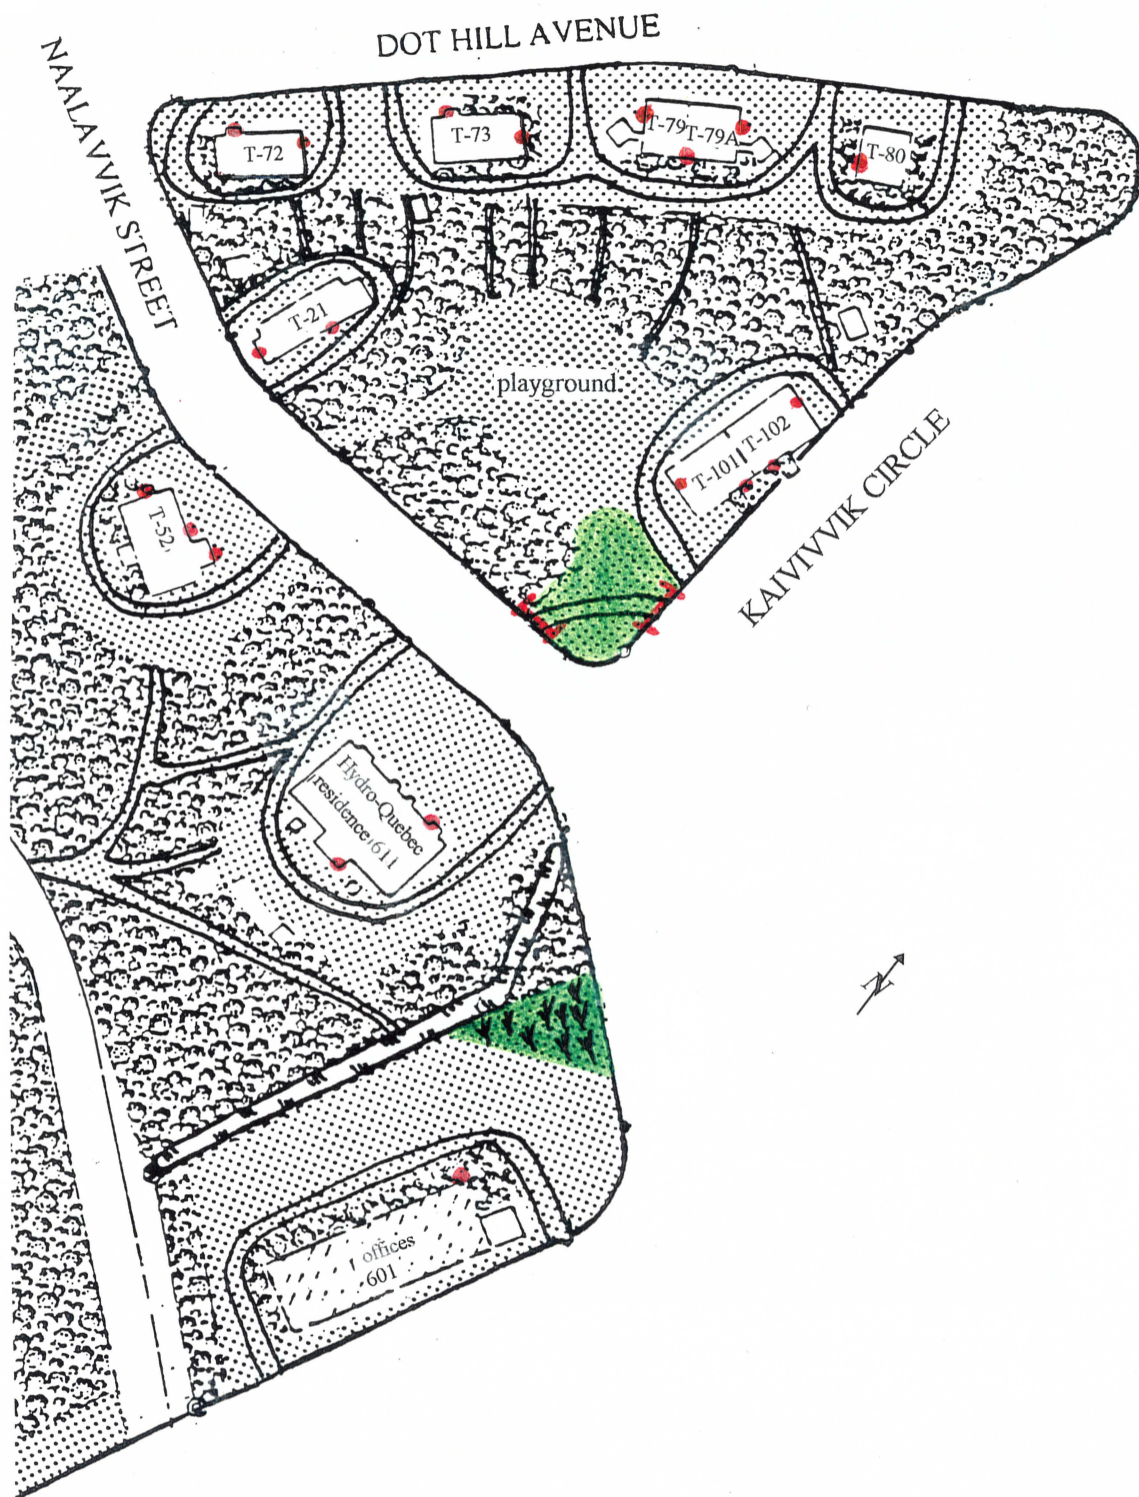 DOT HILL AVENUE
NAALAVVIK STREET
T-72
T-73
T-79
T-79A
T-80
T-21
playground
T-101
T-102
KAIVIVVIK CIRCLE
T-52
Hydro-Quebec
residence 611
N
offices
601